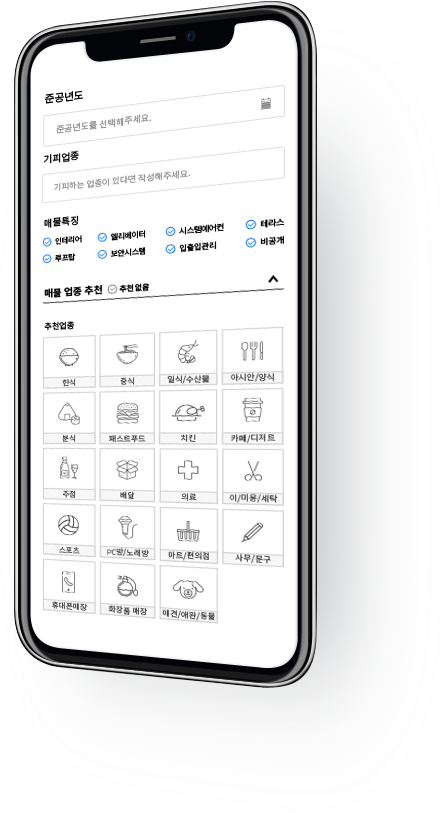 준공년도
준공년도를 선택해주세요.
기피업종
기피하는 업종이 있다면 작성해주세요.
매물특징
인테리어 엘리베이터 시스템에어컨 테라스
루프탑 보안시스템 입출입관리 비공개
매물 업종 추천 추천 없음
추천업종
한식 중식 일식/수산물 아시안/양식
분식 패스트푸드 치킨 카페/디저트
주점 배달 의료 이/미용/세탁
스포츠 PC방/노래방 마트/편의점 사무/문구
휴대폰매장 화장품 매장 애견/애완/동물